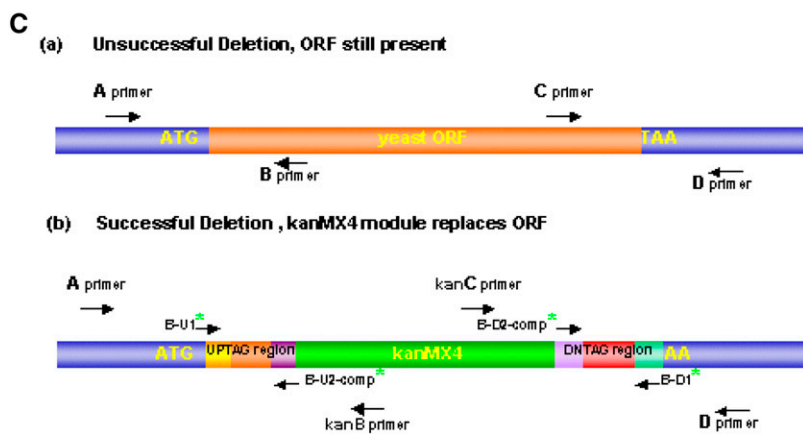 C
(a) Unsuccessful Deletion, ORF still present
A primer
C primer
ATG
yeast ORF
TAA
B primer
D primer
(b) Successful Deletion , kanMX4 module replaces ORF
A primer
kanC primer
B-U1*
B-D2-comp*
ATG
UPTAG region
kanMX4
DNTAG region
AA
B-U2-comp*
B-D1*
kanB primer
D primer